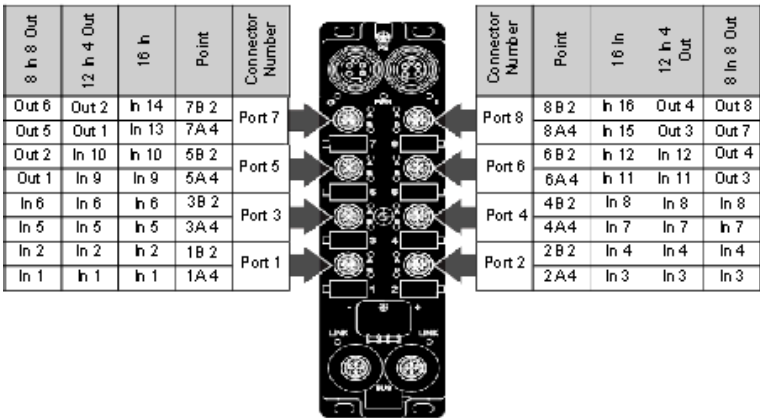 8 In 8 Out 12 In 4 Out 16 In Point Connector Number
Out 6 Out 2 In 14 7B 2 Port 7
Out 5 Out 1 In 13 7A 4
Out 2 In 10 In 10 5B 2 Port 5
Out 1 In 9 In 9 5A 4
In 6 In 6 In 6 3B 2 Port 3
In 5 In 5 In 5 3A 4
In 2 In 2 In 2 1B 2 Port 1
In 1 In 1 In 1 1A 4
7
5
3 4
1 2
- +
LINK LINK
BUS
Connector Number Point 16 In 12 In 4 Out 8 In 8 Out
Port 8 8B 2 In 16 Out 4 Out 8
8A 4 In 15 Out 3 Out 7
Port 6 6B 2 In 12 In 12 Out 4
6A 4 In 11 In 11 Out 3
Port 4 4B 2 In 8 In 8 In 8
4A 4 In 7 In 7 In 7
Port 2 2B 2 In 4 In 4 In 4
2A 4 In 3 In 3 In 3